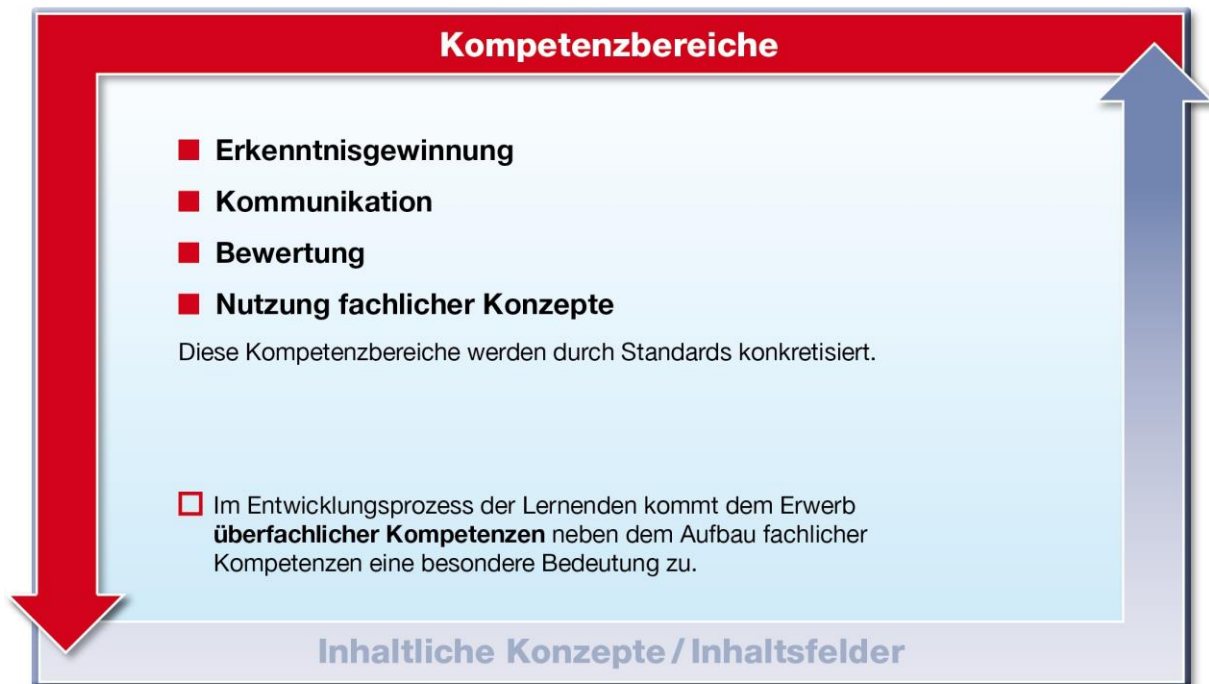 Kompetenzbereiche
Erkenntnisgewinnung
Kommunikation
Bewertung
Nutzung fachlicher Konzepte
Diese Kompetenzbereiche werden durch Standards konkretisiert.
Im Entwicklungsprozess der Lernenden kommt dem Erwerb
überfachlicher Kompetenzen neben dem Aufbau fachlicher
Kompetenzen eine besondere Bedeutung zu.
Inhaltliche Konzepte / Inhaltsfelder